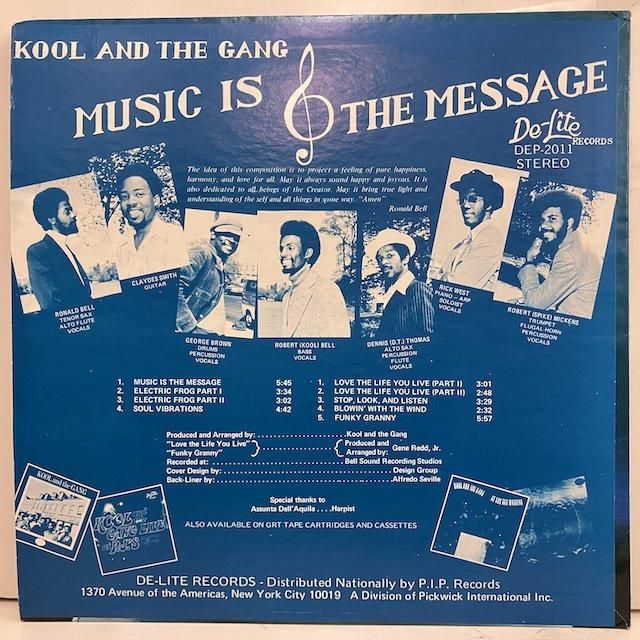 KOOL AND THE GANG
MUSIC IS THE MESSAGE
De-Lite
RECORDS
DEP-2011
STEREO
The idea of this composition is to project a feeling of pure happiness,
harmony, and love for all. May it always sound happy and joyous. It is
also dedicated to all beings of the Creator. May it bring true light and
understanding of the self and all things in some way. "Amen"
Ronald Bell
RONALD BELL
TENOR SAX
ALTO FLUTE
VOCALS
CLAYDES SMITH
GUITAR
GEORGE BROWN
DRUMS
PERCUSSION
VOCALS
ROBERT (KOOL) BELL
BASS
VOCALS
DENNIS (D.T.) THOMAS
ALTO SAX
PERCUSSION
FLUTE
VOCALS
RICK WEST
PIANO - ARP
SOLOIST
VOCALS
ROBERT (SPIKE) MICKENS
TRUMPET
FLUGAL HORN
PERCUSSION
VOCALS
1. MUSIC IS THE MESSAGE 5:45
2. ELECTRIC FROG PART I 3:34
3. ELECTRIC FROG PART II 3:02
4. SOUL VIBRATIONS 4:42
1. LOVE THE LIFE YOU LIVE (PART I) 3:01
2. LOVE THE LIFE YOU LIVE (PART II) 2:48
3. STOP, LOOK, AND LISTEN 3:29
4. BLOWIN' WITH THE WIND 2:32
5. FUNKY GRANNY 5:57
Produced and Arranged by: Kool and the Gang
"Love the Life You Live" Produced and
"Funky Granny" Arranged by: Gene Redd, Jr.
Recorded at: Bell Sound Recording Studios
Cover Design by: Design Group
Back-Liner by: Alfredo Seville
Special thanks to
Assunta Dell'Aquila ....Harpist
ALSO AVAILABLE ON GRT TAPE CARTRIDGES AND CASSETTES
KOOL and the GANG
KOOL and the GANG LIVE at PJ'S
KOOL AND THE GANG
DE-LITE RECORDS - Distributed Nationally by P.I.P. Records
1370 Avenue of the Americas, New York City 10019 A Division of Pickwick International Inc.